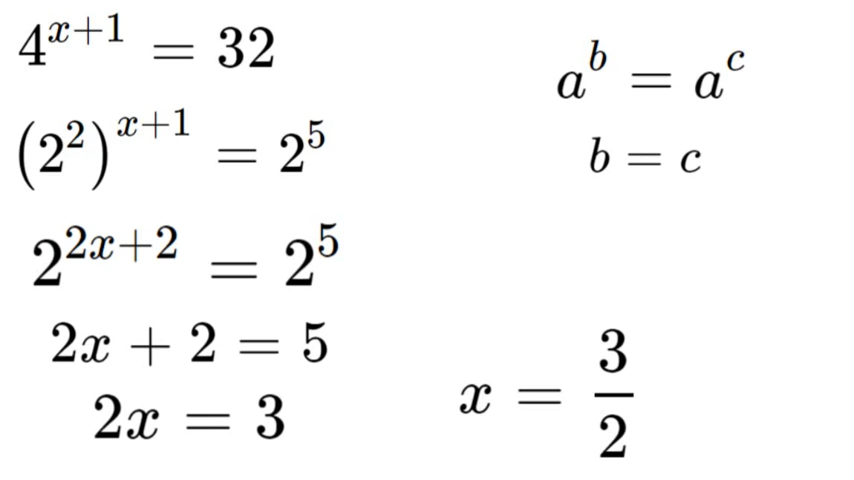 4^{x+1} = 32
(2^2)^{x+1} = 2^5
2^{2x+2} = 2^5
2x + 2 = 5
2x = 3
a^b = a^c
b = c
x = \frac{3}{2}